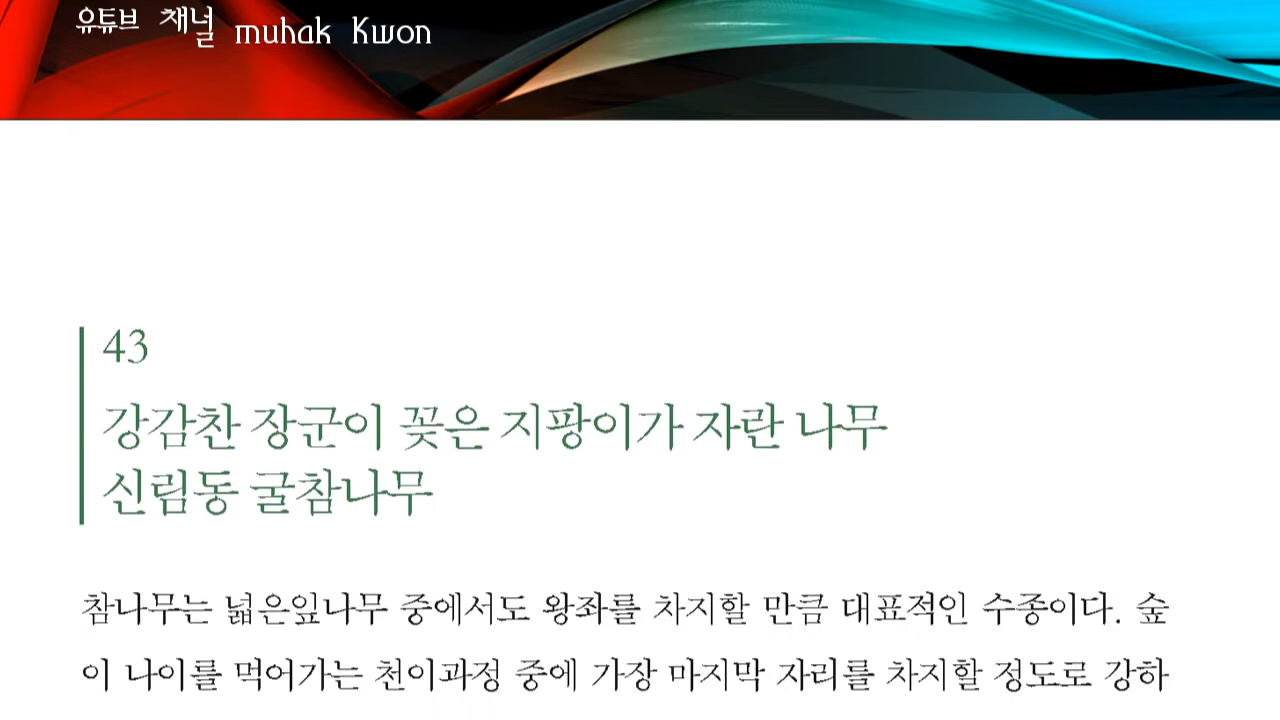 유튜브 채널 muhak Kwon
43
강감찬 장군이 꽂은 지팡이가 자란 나무
신림동 굴참나무
참나무는 넓은잎나무 중에서도 왕좌를 차지할 만큼 대표적인 수종이다. 숲
이 나이를 먹어가는 천이과정 중에 가장 마지막 자리를 차지할 정도로 강하